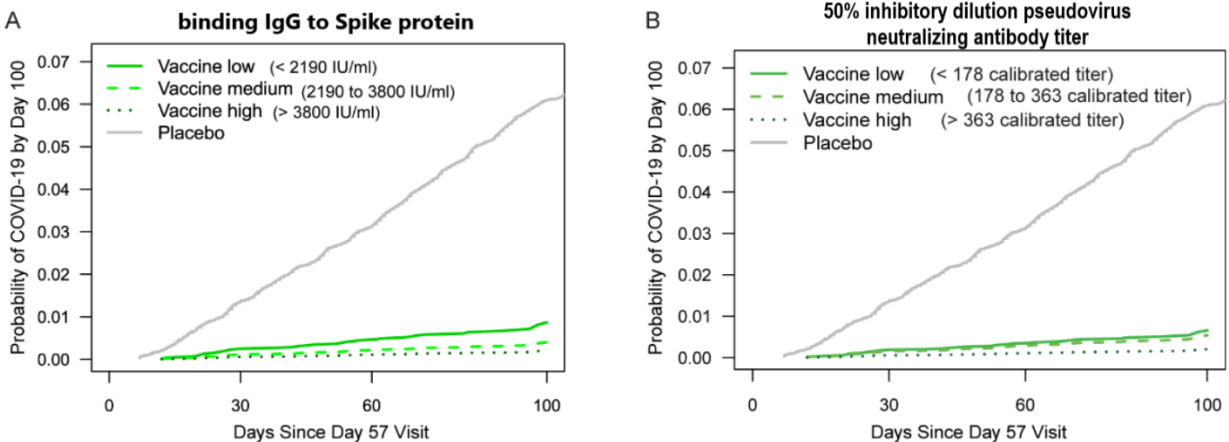 A
binding IgG to Spike protein
Probability of COVID-19 by Day 100
0.07
0.06
0.05
0.04
0.03
0.02
0.01
0.00
Vaccine low (< 2190 IU/ml)
Vaccine medium (2190 to 3800 IU/ml)
Vaccine high (> 3800 IU/ml)
Placebo
0 30 60 100
Days Since Day 57 Visit
B
50% inhibitory dilution pseudovirus
neutralizing antibody titer
Probability of COVID-19 by Day 100
0.07
0.06
0.05
0.04
0.03
0.02
0.01
0.00
Vaccine low (< 178 calibrated titer)
Vaccine medium (178 to 363 calibrated titer)
Vaccine high (> 363 calibrated titer)
Placebo
0 30 60 100
Days Since Day 57 Visit